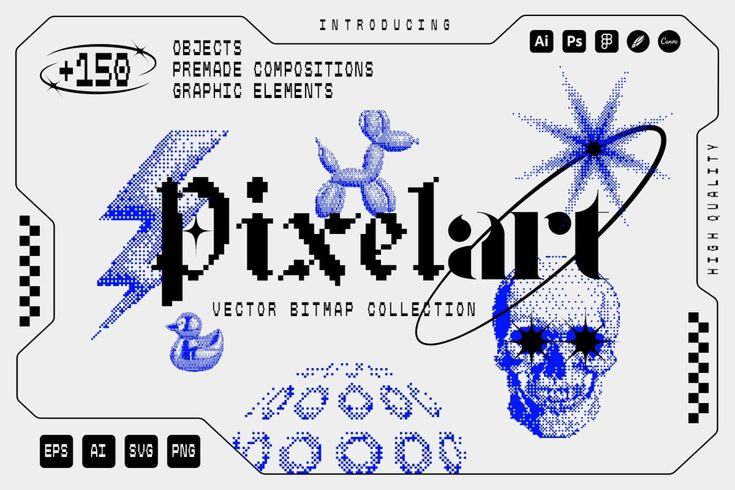 INTRODUCING
Ai Ps Canva
+150
OBJECTS
PREMADE COMPOSITIONS
GRAPHIC ELEMENTS
Pixelart
VECTOR BITMAP COLLECTION
HIGH QUALITY
EPS AI SVG PNG